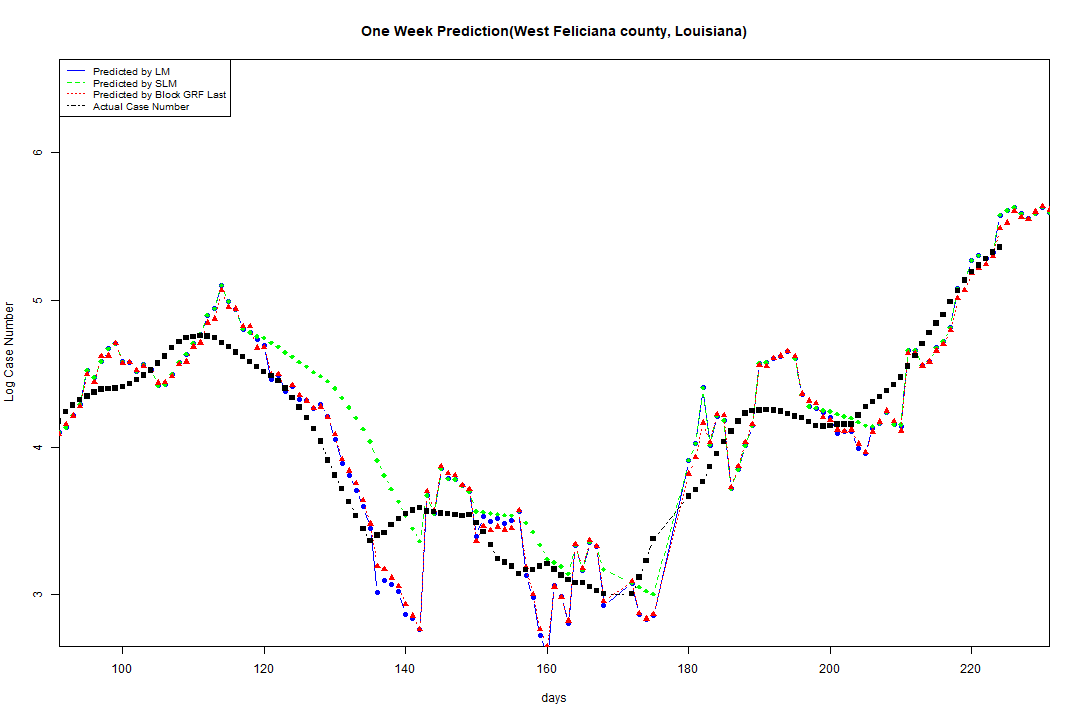 One Week Prediction(West Feliciana county, Louisiana)
Predicted by LM
Predicted by SLM
Predicted by Block GRF Last
Actual Case Number
6
5
4
3
Log Case Number
100 120 140 160 180 200 220
days